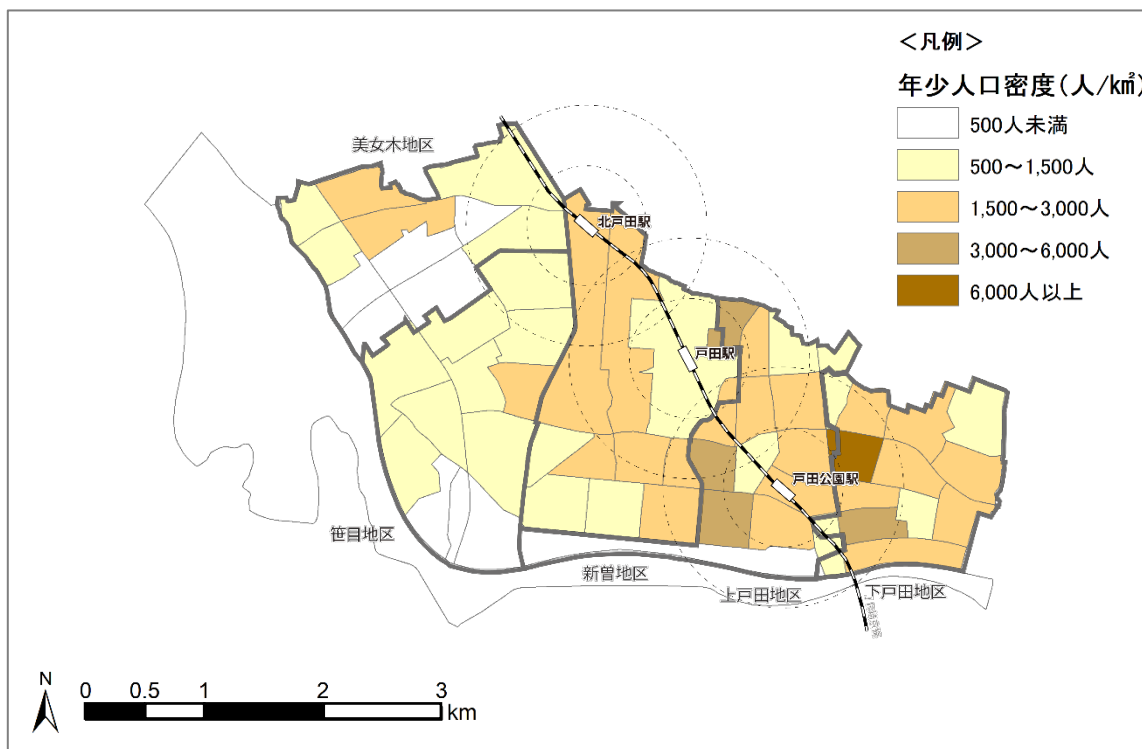 <凡例>
年少人口密度(人/k㎡)
500人未満
500～1,500人
1,500～3,000人
3,000～6,000人
6,000人以上
美女木地区
北戸田駅
戸田駅
戸田公園駅
笹目地区
新曽地区
上戸田地区
下戸田地区
N
0 0.5 1 2 3
km